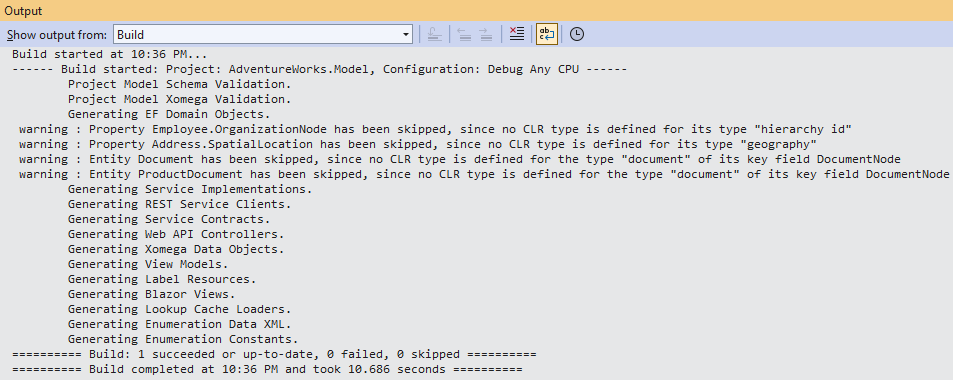 Output
Show output from: Build
Build started at 10:36 PM...
------ Build started: Project: AdventureWorks.Model, Configuration: Debug Any CPU ------
Project Model Schema Validation.
Project Model Xomega Validation.
Generating EF Domain Objects.
warning : Property Employee.OrganizationNode has been skipped, since no CLR type is defined for its type "hierarchy id"
warning : Property Address.SpatialLocation has been skipped, since no CLR type is defined for its type "geography"
warning : Entity Document has been skipped, since no CLR type is defined for the type "document" of its key field DocumentNode
warning : Entity ProductDocument has been skipped, since no CLR type is defined for the type "document" of its key field DocumentNode
Generating Service Implementations.
Generating REST Service Clients.
Generating Service Contracts.
Generating Web API Controllers.
Generating Xomega Data Objects.
Generating View Models.
Generating Label Resources.
Generating Blazor Views.
Generating Lookup Cache Loaders.
Generating Enumeration Data XML.
Generating Enumeration Constants.
========== Build: 1 succeeded or up-to-date, 0 failed, 0 skipped ==========
========== Build completed at 10:36 PM and took 10.686 seconds ==========